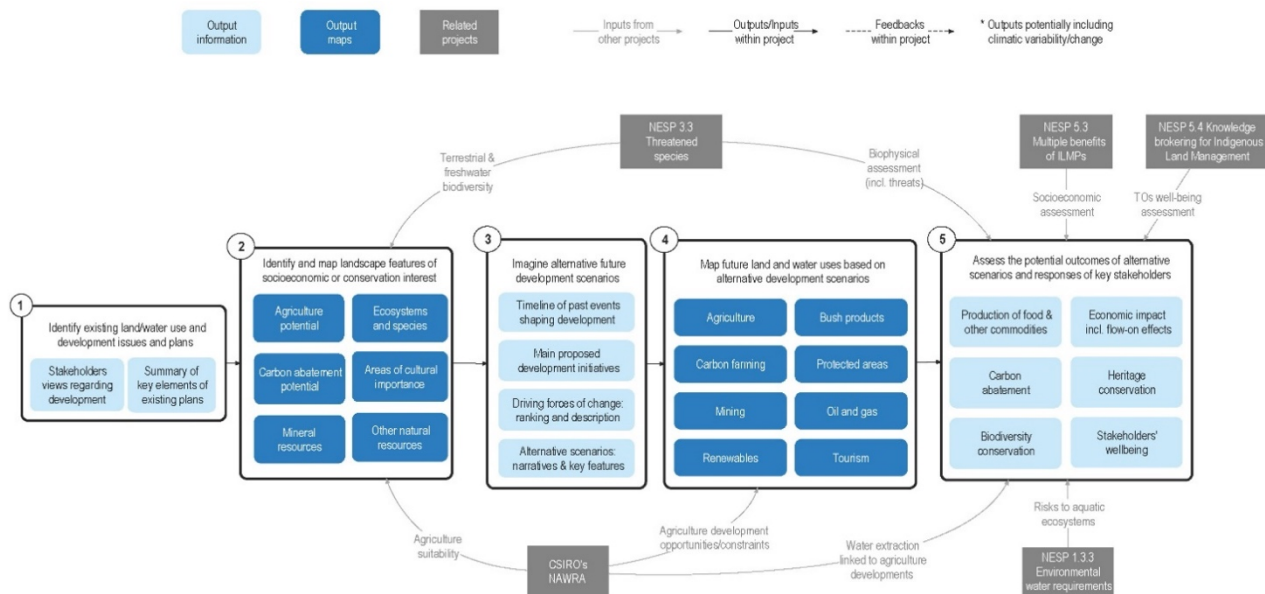 Output
information
Output
maps
Related
projects
Inputs from
other projects
Outputs/Inputs
within project
Feedbacks
within project
* Outputs potentially including
climatic variability/change
NESP 3.3
Threatened
species
NESP 5.3
Multiple benefits
of ILMPs
NESP 5.4 Knowledge
brokering for Indigenous
Land Management
Terrestrial &
freshwater
biodiversity
Biophysical
assessment
(incl. threats)
Socioeconomic
assessment
TOs well-being
assessment
1
Identify existing land/water use and
development issues and plans
Stakeholders
views regarding
development
Summary of
key elements of
existing plans
2
Identify and map landscape features of
socioeconomic or conservation interest
Agriculture
potential
Ecosystems
and species
Carbon abatement
potential
Areas of cultural
importance
Mineral
resources
Other natural
resources
3
Imagine alternative future
development scenarios
Timeline of past events
shaping development
Main proposed
development initiatives
Driving forces of change:
ranking and description
Alternative scenarios:
narratives & key features
4
Map future land and water uses based on
alternative development scenarios
Agriculture
Bush products
Carbon farming
Protected areas
Mining
Oil and gas
Renewables
Tourism
5
Assess the potential outcomes of alternative
scenarios and responses of key stakeholders
Production of food &
other commodities
Economic impact
incl. flow-on effects
Carbon
abatement
Heritage
conservation
Biodiversity
conservation
Stakeholders'
wellbeing
Agriculture
suitability
CSIRO's
NAWRA
Agriculture development
opportunities/constraints
Water extraction
linked to agriculture
developments
Risks to aquatic
ecosystems
NESP 1.3.3
Environmental
water requirements